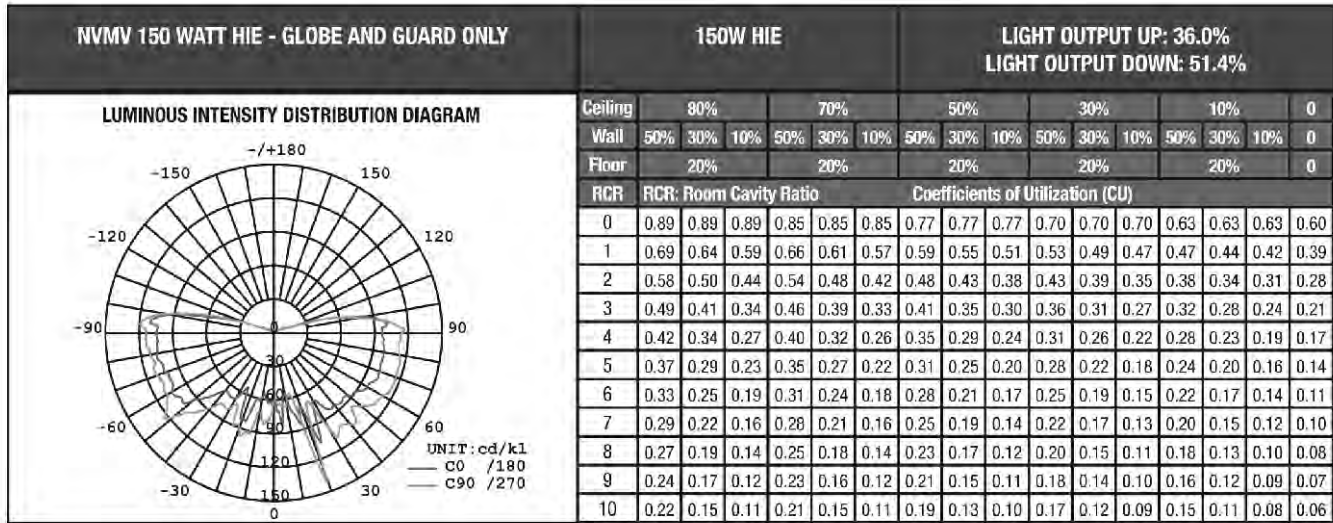 NVMV 150 WATT HIE - GLOBE AND GUARD ONLY
150W HIE
LIGHT OUTPUT UP: 36.0%
LIGHT OUTPUT DOWN: 51.4%
LUMINOUS INTENSITY DISTRIBUTION DIAGRAM
-/+180
-150 150
-120 120
-90 90
-60 60
-30 30
0
0
30
60
90
120
150
UNIT:cd/kl
C0 /180
C90 /270
Ceiling 80% 70% 50% 30% 10% 0
Wall 50% 30% 10% 50% 30% 10% 50% 30% 10% 50% 30% 10% 50% 30% 10% 0
Floor 20% 20% 20% 20% 20% 0
RCR RCR: Room Cavity Ratio Coefficients of Utilization (CU)
0 0.89 0.89 0.89 0.85 0.85 0.85 0.77 0.77 0.77 0.70 0.70 0.70 0.63 0.63 0.63 0.60
1 0.69 0.64 0.59 0.66 0.61 0.57 0.59 0.55 0.51 0.53 0.49 0.47 0.47 0.44 0.42 0.39
2 0.58 0.50 0.44 0.54 0.48 0.42 0.48 0.43 0.38 0.43 0.39 0.35 0.38 0.34 0.31 0.28
3 0.49 0.41 0.34 0.46 0.39 0.33 0.41 0.35 0.30 0.36 0.31 0.27 0.32 0.28 0.24 0.21
4 0.42 0.34 0.27 0.40 0.32 0.26 0.35 0.29 0.24 0.31 0.26 0.22 0.28 0.23 0.19 0.17
5 0.37 0.29 0.23 0.35 0.27 0.22 0.31 0.25 0.20 0.28 0.22 0.18 0.24 0.20 0.16 0.14
6 0.33 0.25 0.19 0.31 0.24 0.18 0.28 0.21 0.17 0.25 0.19 0.15 0.22 0.17 0.14 0.11
7 0.29 0.22 0.16 0.28 0.21 0.16 0.25 0.19 0.14 0.22 0.17 0.13 0.20 0.15 0.12 0.10
8 0.27 0.19 0.14 0.25 0.18 0.14 0.23 0.17 0.12 0.20 0.15 0.11 0.18 0.13 0.10 0.08
9 0.24 0.17 0.12 0.23 0.16 0.12 0.21 0.15 0.11 0.18 0.14 0.10 0.16 0.12 0.09 0.07
10 0.22 0.15 0.11 0.21 0.15 0.11 0.19 0.13 0.10 0.17 0.12 0.09 0.15 0.11 0.08 0.06